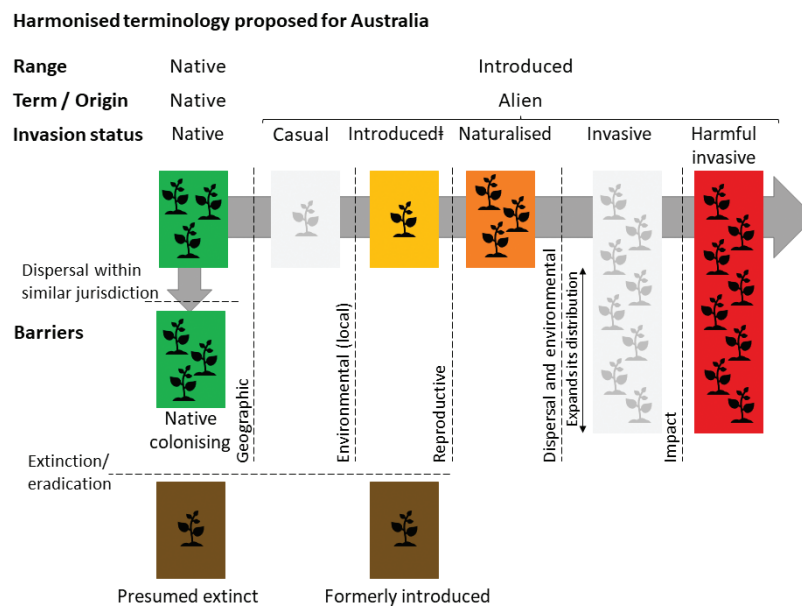 Harmonised terminology proposed for Australia
Range Native Introduced
Term / Origin Native Alien
Invasion status Native Casual Introducedǂ Naturalised Invasive Harmful
invasive
Dispersal within
similar jurisdiction
Barriers
Native
colonising
Geographic
Environmental (local)
Reproductive
Dispersal and environmental
Expands its distribution
Impact
Extinction/
eradication
Presumed extinct Formerly introduced